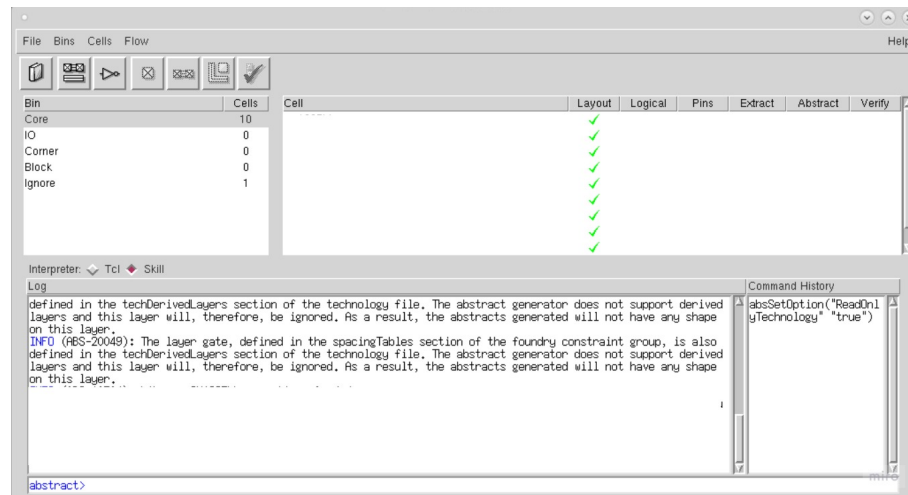 File Bins Cells Flow
Help
Bin Cells
Core 10
IO 0
Corner 0
Block 0
Ignore 1
Cell Layout Logical Pins Extract Abstract Verify
Interpreter: Tcl Skill
Log
defined in the techDerivedLayers section of the technology file. The abstract generator does not support derived
layers and this layer will, therefore, be ignored. As a result, the abstracts generated will not have any shape
on this layer.
INFO (ABS-20049): The layer gate, defined in the spacingTables section of the foundry constraint group, is also
defined in the techDerivedLayers section of the technology file. The abstract generator does not support derived
layers and this layer will, therefore, be ignored. As a result, the abstracts generated will not have any shape
on this layer.
Command History
absSetOption("ReadOnl
yTechnology" "true")
abstract>
miro